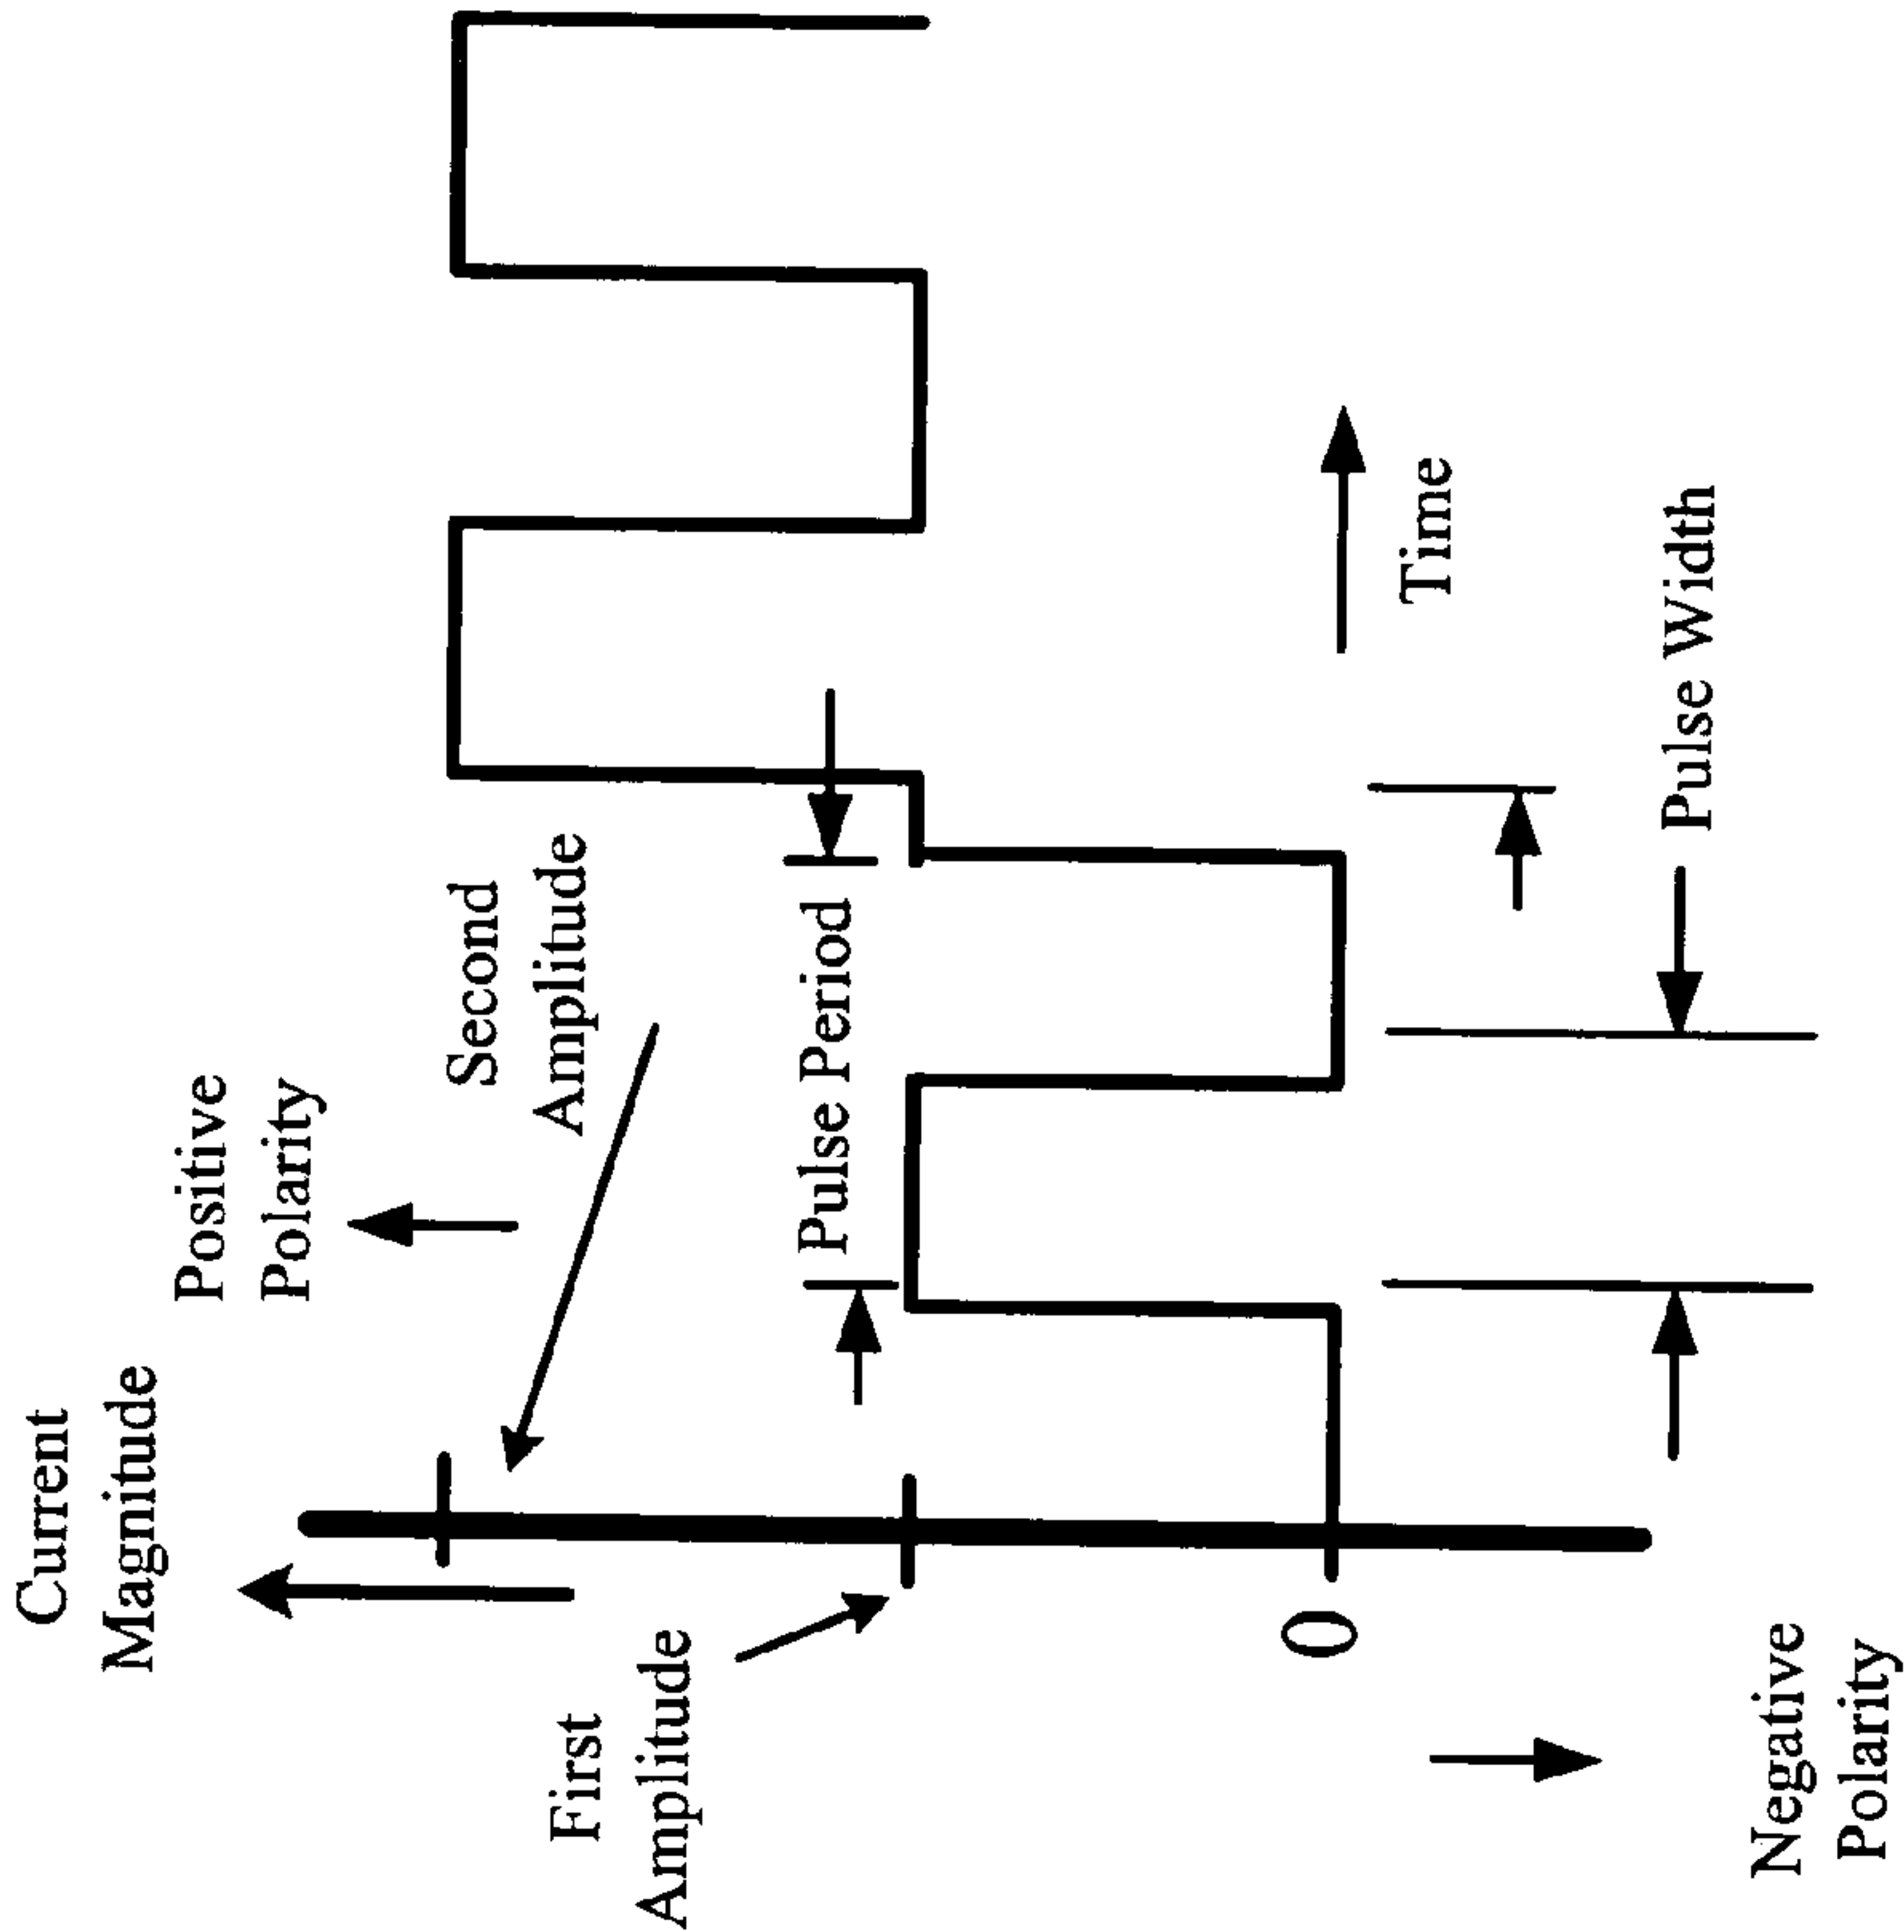 Current
Magnitude
Positive
Polarity
Second
Amplitude
First
Amplitude
Pulse Period
0
Time
Pulse Width
Negative
Polarity